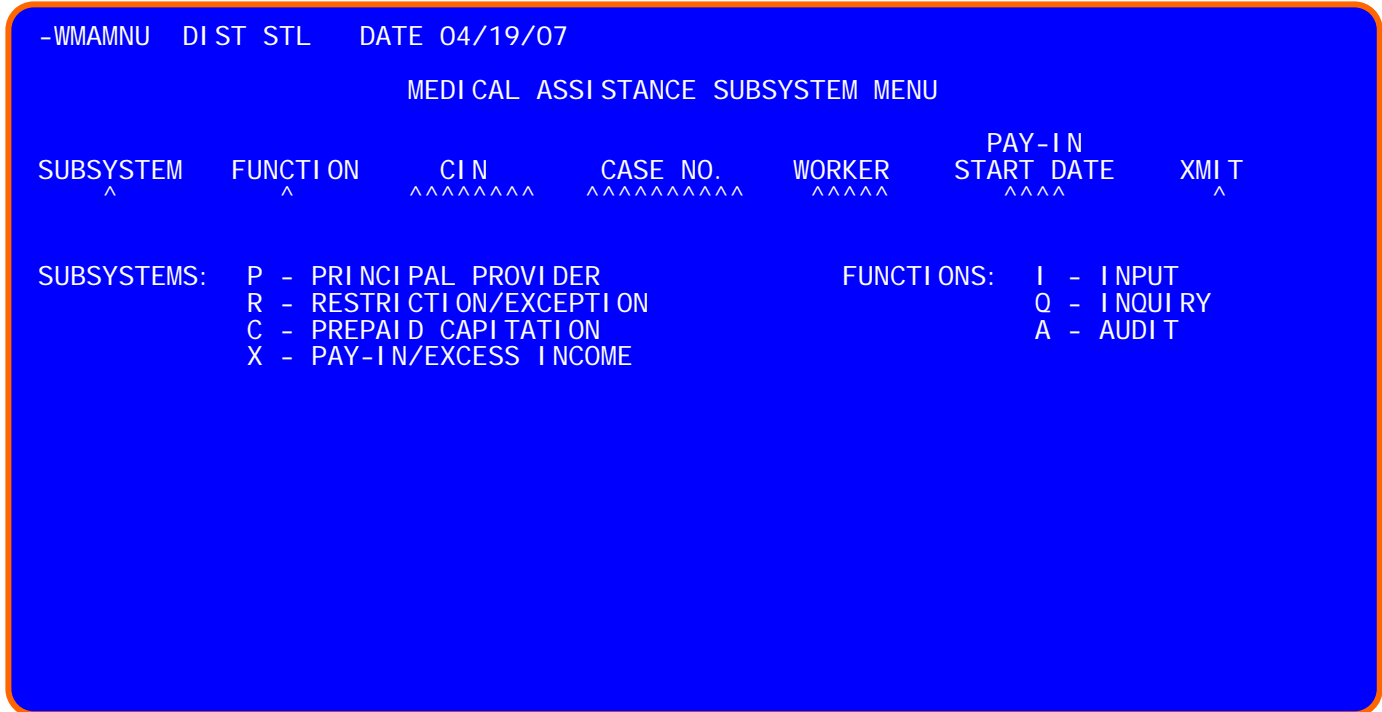 -WMAMNU  DIST STL   DATE 04/19/07
MEDICAL ASSISTANCE SUBSYSTEM MENU
PAY-IN
SUBSYSTEM   FUNCTION     CIN       CASE NO.    WORKER    START DATE    XMIT
^          ^       ^^^^^^^^   ^^^^^^^^^^    ^^^^^       ^^^^         ^
SUBSYSTEMS:  P - PRINCIPAL PROVIDER               FUNCTIONS:  I - INPUT
R - RESTRICTION/EXCEPTION                        Q - INQUIRY
C - PREPAID CAPITATION                           A - AUDIT
X - PAY-IN/EXCESS INCOME